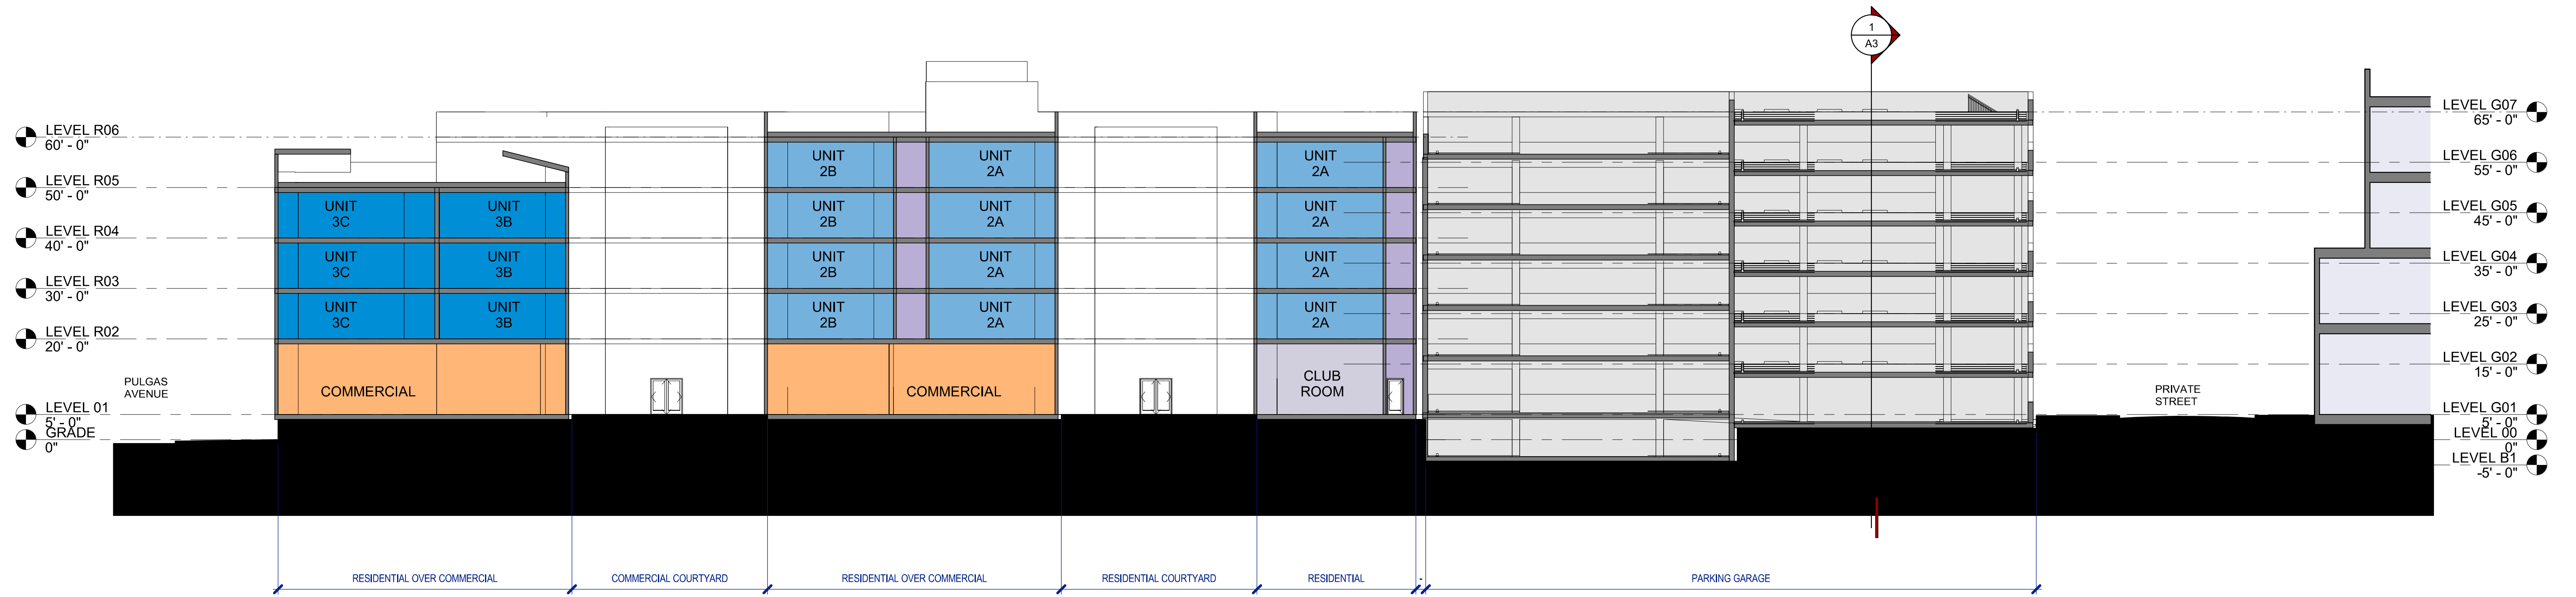 1
A3
LEVEL R06
60' - 0"
LEVEL R05
50' - 0"
LEVEL R04
40' - 0"
LEVEL R03
30' - 0"
LEVEL R02
20' - 0"
PULGAS
AVENUE
LEVEL 01
5' - 0"
GRADE
0"
UNIT
3C
UNIT
3B
UNIT
3C
UNIT
3B
UNIT
3C
UNIT
3B
COMMERCIAL
UNIT
2B
UNIT
2A
UNIT
2B
UNIT
2A
UNIT
2B
UNIT
2A
UNIT
2B
UNIT
2A
COMMERCIAL
UNIT
2A
UNIT
2A
UNIT
2A
UNIT
2A
CLUB
ROOM
PRIVATE
STREET
LEVEL G07
65' - 0"
LEVEL G06
55' - 0"
LEVEL G05
45' - 0"
LEVEL G04
35' - 0"
LEVEL G03
25' - 0"
LEVEL G02
15' - 0"
LEVEL G01
5' - 0"
LEVEL 00
0"
LEVEL B1
-5' - 0"
RESIDENTIAL OVER COMMERCIAL
COMMERCIAL COURTYARD
RESIDENTIAL OVER COMMERCIAL
RESIDENTIAL COURTYARD
RESIDENTIAL
-
PARKING GARAGE